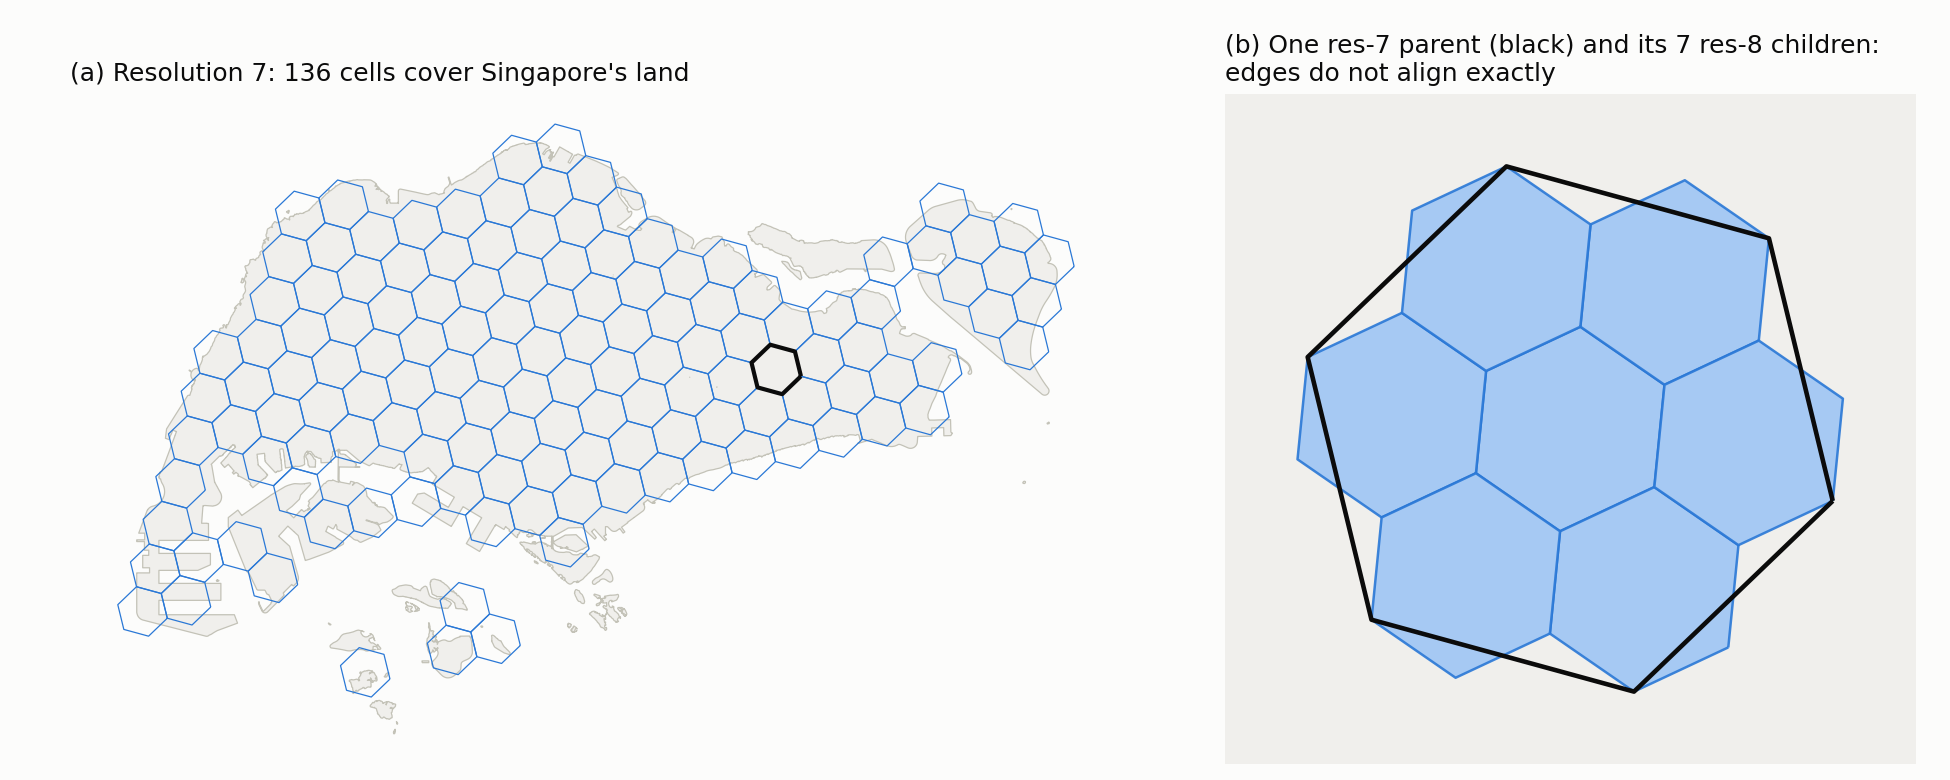 (a) Resolution 7: 136 cells cover Singapore's land
(b) One res-7 parent (black) and its 7 res-8 children:
edges do not align exactly